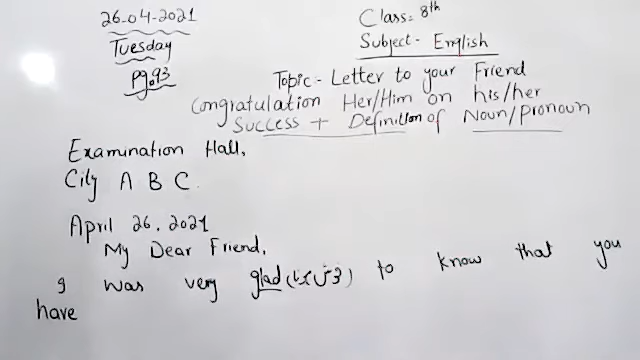 26-04-2021
Tuesday
Pg.93
Class= 8th
Subject- English
Topic - Letter to your Friend
Congratulation Her/Him on his/her
Success + Definition of Noun/Pronoun
Examination Hall,
City A B C.
April 26, 2021
My Dear Friend,
I was very glad ( ) to know that you
have